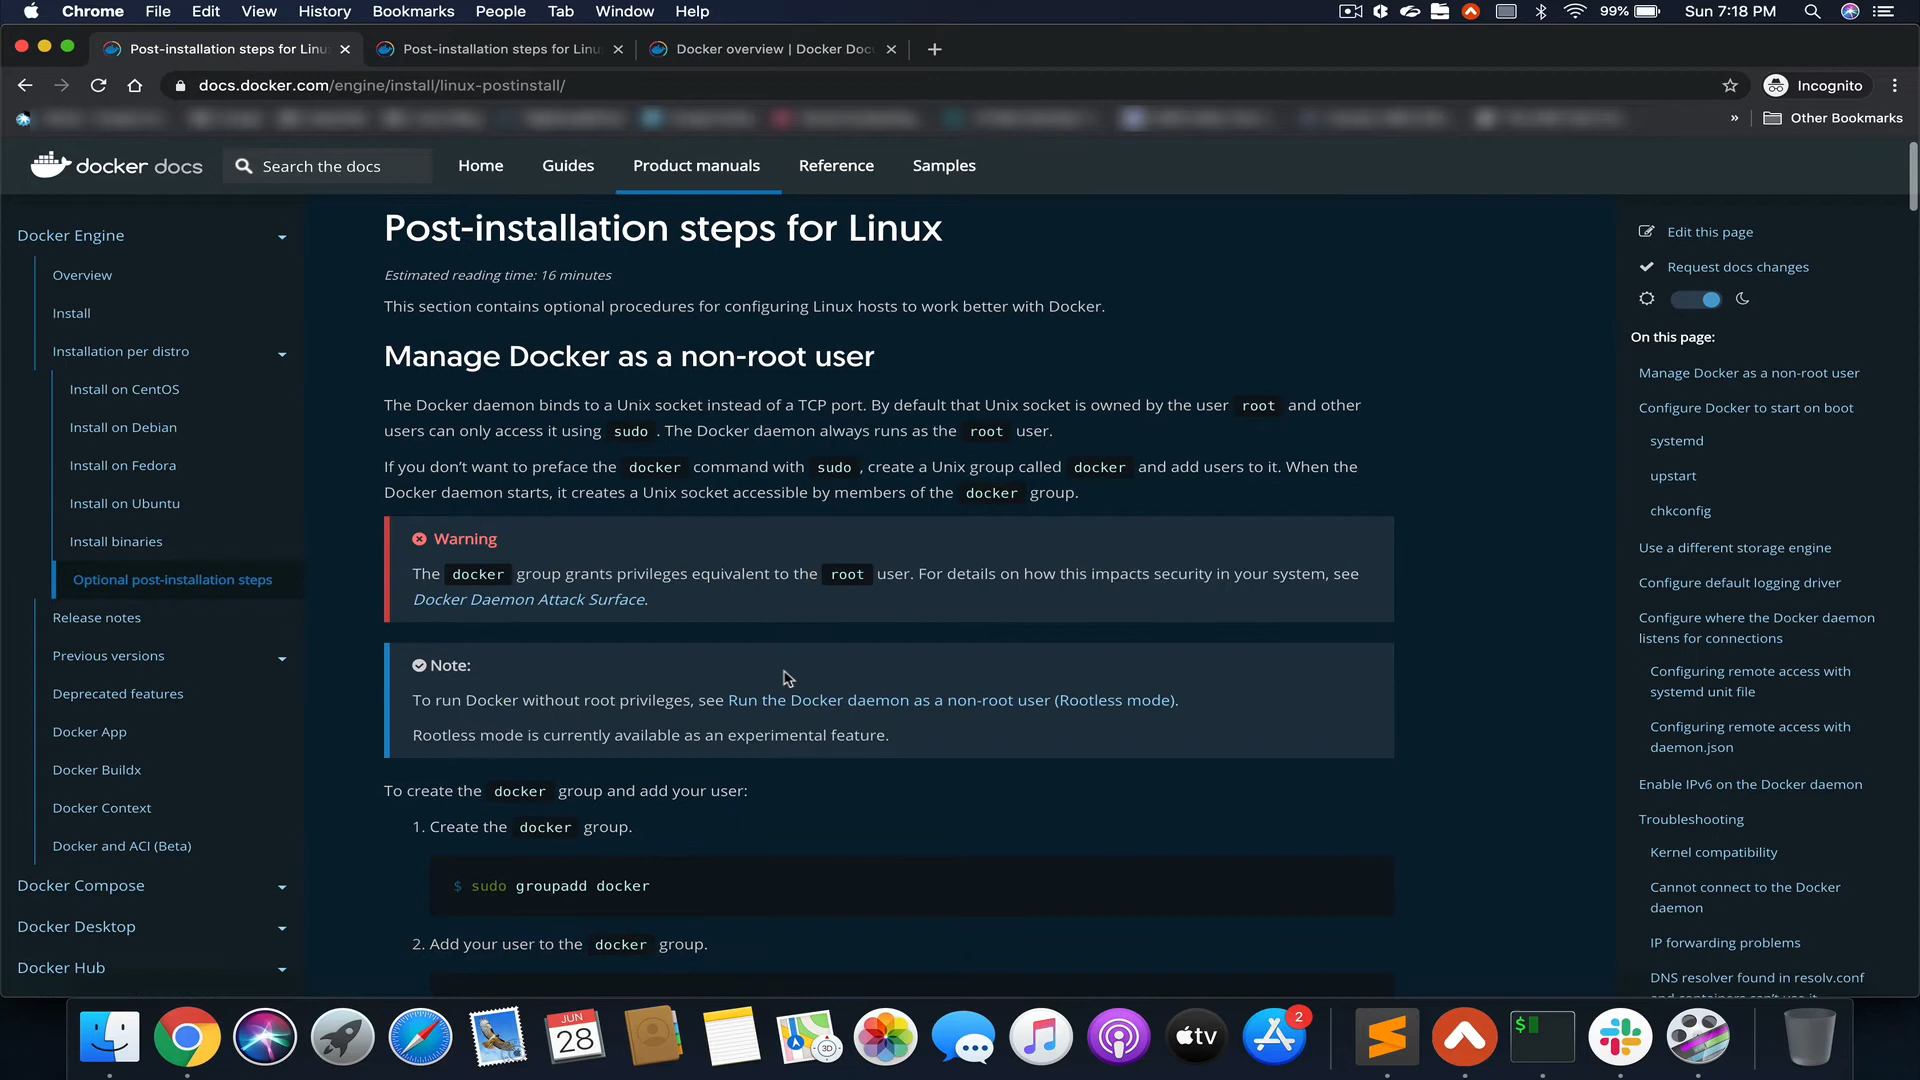 Chrome File Edit View History Bookmarks People Tab Window Help 99% Sun 7:18 PM
Post-installation steps for Linu Post-installation steps for Linu Docker overview | Docker Doc
docs.docker.com/engine/install/linux-postinstall/ Incognito
» Other Bookmarks
docker docs Search the docs Home Guides Product manuals Reference Samples
Docker Engine
Overview
Install
Installation per distro
Install on CentOS
Install on Debian
Install on Fedora
Install on Ubuntu
Install binaries
Optional post-installation steps
Release notes
Previous versions
Deprecated features
Docker App
Docker Buildx
Docker Context
Docker and ACI (Beta)
Docker Compose
Docker Desktop
Docker Hub
Post-installation steps for Linux
Estimated reading time: 16 minutes
This section contains optional procedures for configuring Linux hosts to work better with Docker.
Manage Docker as a non-root user
The Docker daemon binds to a Unix socket instead of a TCP port. By default that Unix socket is owned by the user root and other
users can only access it using sudo. The Docker daemon always runs as the root user.
If you don’t want to preface the docker command with sudo, create a Unix group called docker and add users to it. When the
Docker daemon starts, it creates a Unix socket accessible by members of the docker group.
Warning
The docker group grants privileges equivalent to the root user. For details on how this impacts security in your system, see
Docker Daemon Attack Surface.
Note:
To run Docker without root privileges, see Run the Docker daemon as a non-root user (Rootless mode).
Rootless mode is currently available as an experimental feature.
To create the docker group and add your user:
1. Create the docker group.
$ sudo groupadd docker
2. Add your user to the docker group.
Edit this page
Request docs changes
On this page:
Manage Docker as a non-root user
Configure Docker to start on boot
systemd
upstart
chkconfig
Use a different storage engine
Configure default logging driver
Configure where the Docker daemon
listens for connections
Configuring remote access with
systemd unit file
Configuring remote access with
daemon.json
Enable IPv6 on the Docker daemon
Troubleshooting
Kernel compatibility
Cannot connect to the Docker
daemon
IP forwarding problems
DNS resolver found in resolv.conf
and containers can’t use it
JUN
28
3D
tv
2
$